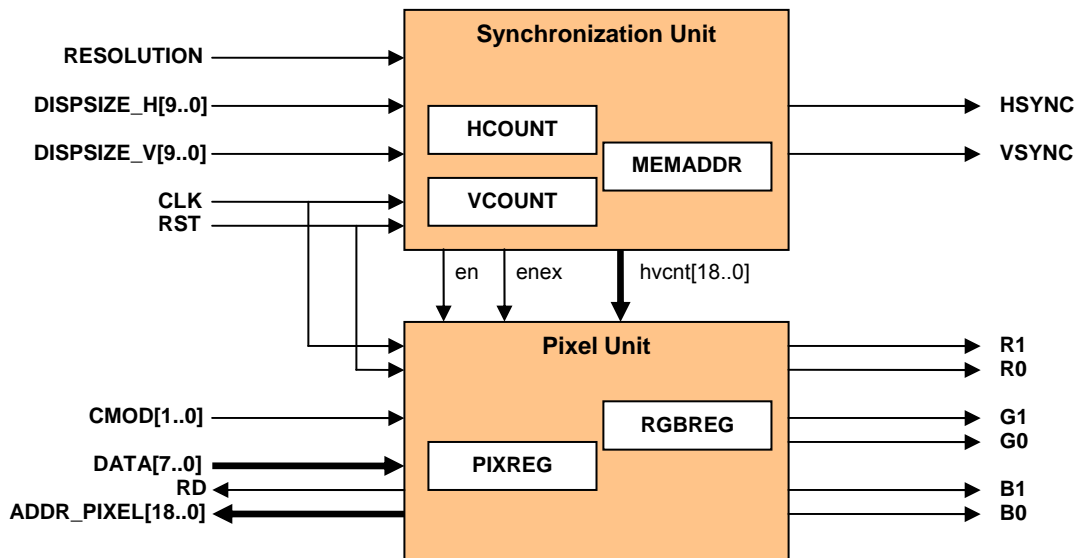 Synchronization Unit
RESOLUTION
DISPSIZE_H[9..0]
HSYNC
HCOUNT
DISPSIZE_V[9..0]
MEMADDR
VSYNC
CLK
VCOUNT
RST
en
enex
hvcnt[18..0]
Pixel Unit
R1
R0
CMOD[1..0]
RGBREG
G1
G0
DATA[7..0]
PIXREG
RD
B1
ADDR_PIXEL[18..0]
B0